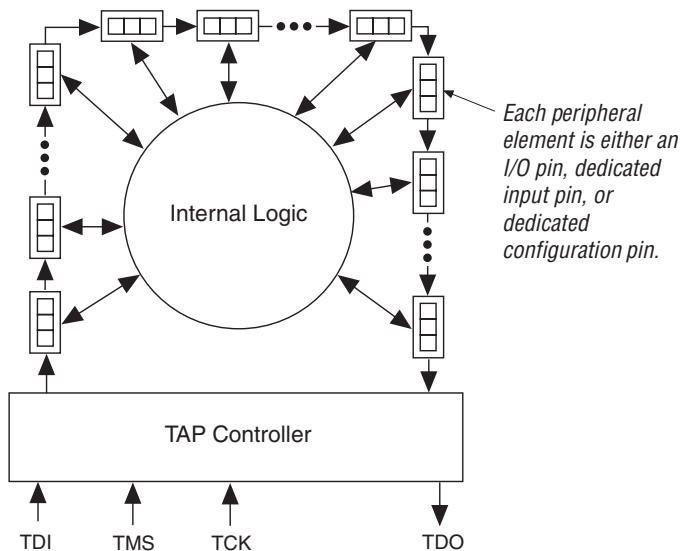 Each peripheral
element is either an
I/O pin, dedicated
input pin, or
dedicated
configuration pin.
Internal Logic
TAP Controller
TDI
TMS
TCK
TDO